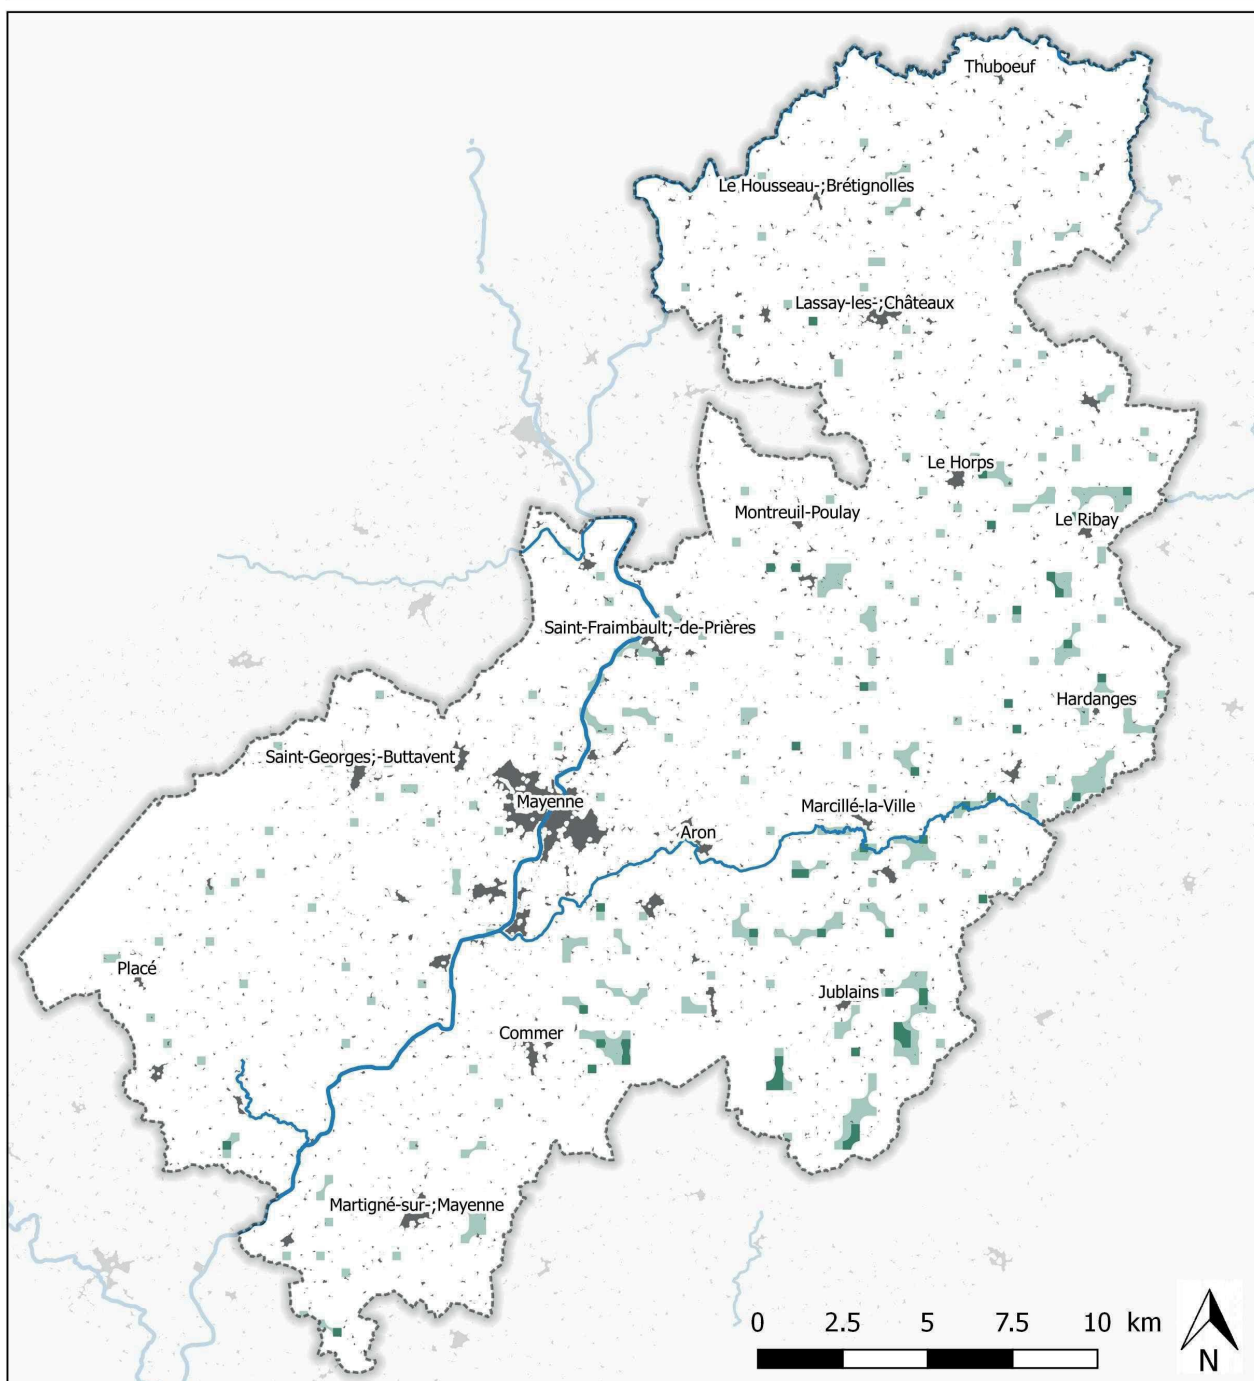 Thuboeuf
Le Housseau-;Brétignolles
Lassay-les-;Châteaux
Le Horps
Montreuil-Poulay
Le Ribay
Saint-Fraimbault;-de-Prières
Hardanges
Saint-Georges;-Buttavent
Mayenne
Marcillé-la-Ville
Aron
Placé
Jublains
Commer
Martigné-sur-;Mayenne
0 2.5 5 7.5 10 km
N